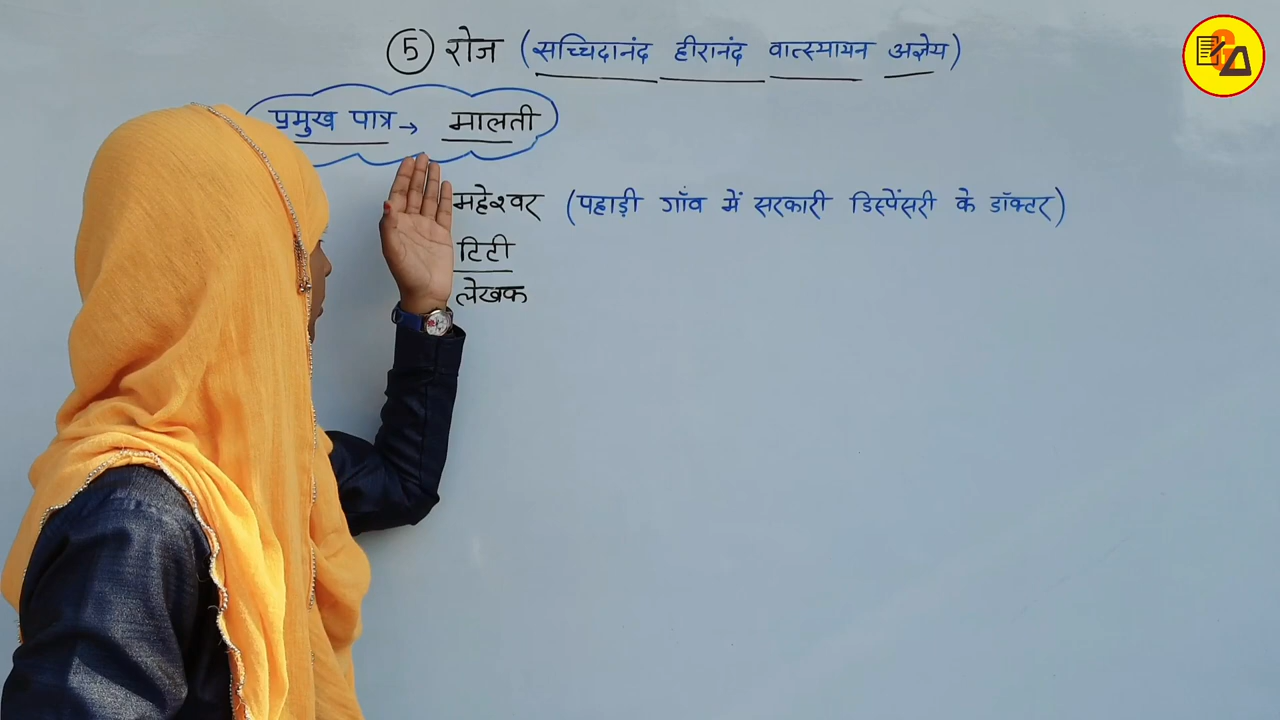 5 रोज (सच्चिदानंद हीरानंद वात्स्यायन अज्ञेय)
प्रमुख पात्र → मालती
महेश्वर (पहाड़ी गाँव में सरकारी डिस्पेंसरी के डॉक्टर)
टिटी
लेखक